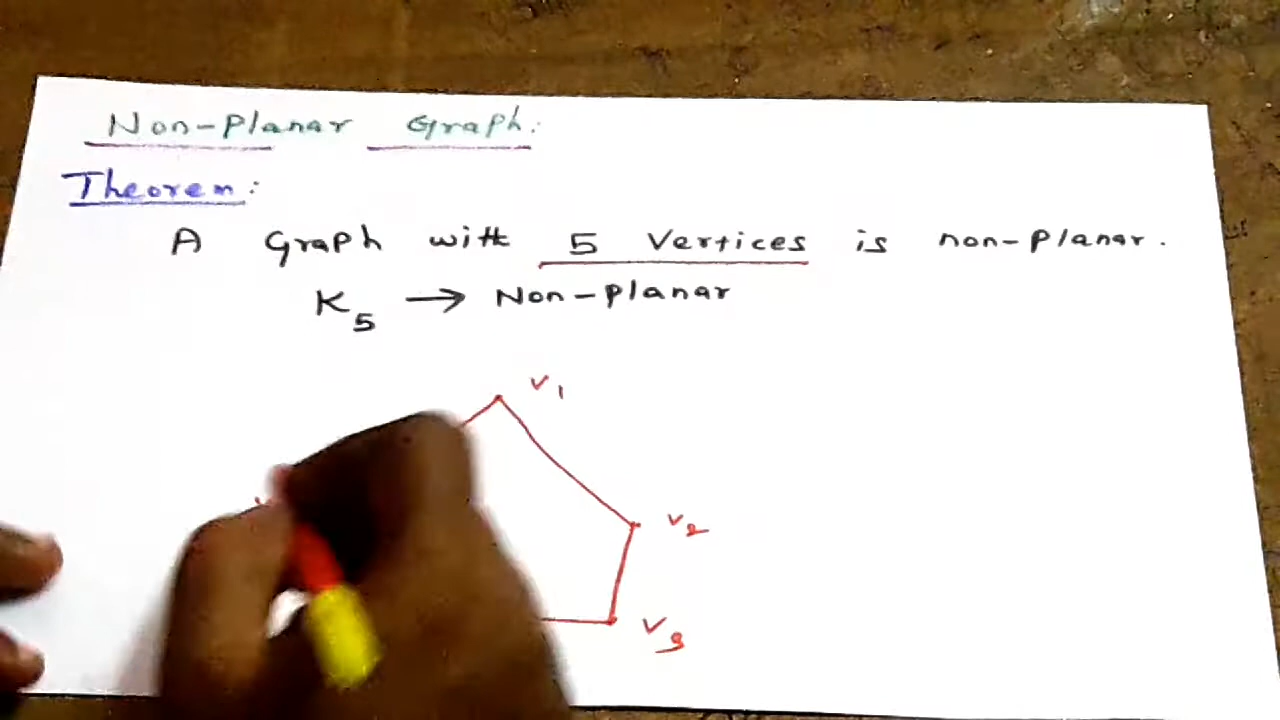 Non-Planar Graph:
Theorem:
A Graph with 5 Vertices is non-planar.
K5 → Non-planar
v1
v2
v3